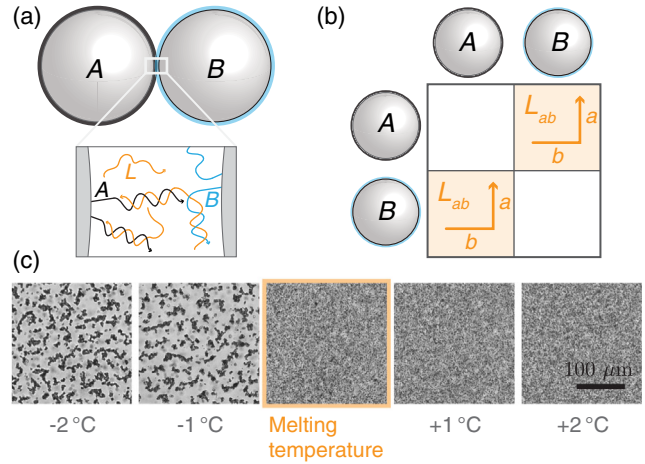 (a)
A
B
L
A
B
(b)
A
B
A
L_ab
a
b
B
L_ab
a
b
(c)
100 μm
-2 °C
-1 °C
Melting
temperature
+1 °C
+2 °C